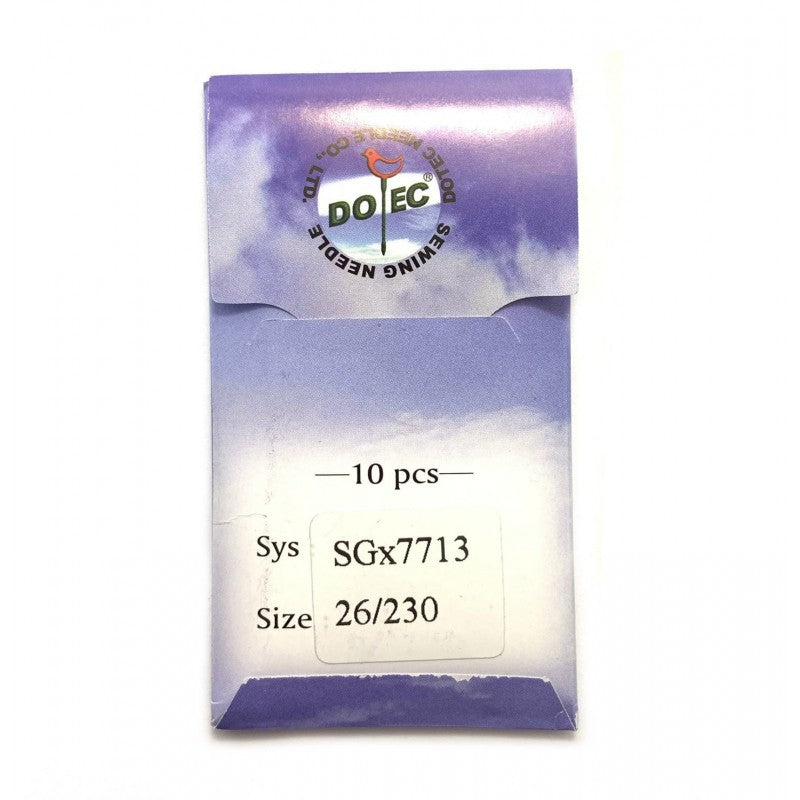 DOTEC NEEDLE CO., LTD.
DOTEC®
SEWING NEEDLE
—10 pcs—
Sys SGx7713
Size 26/230